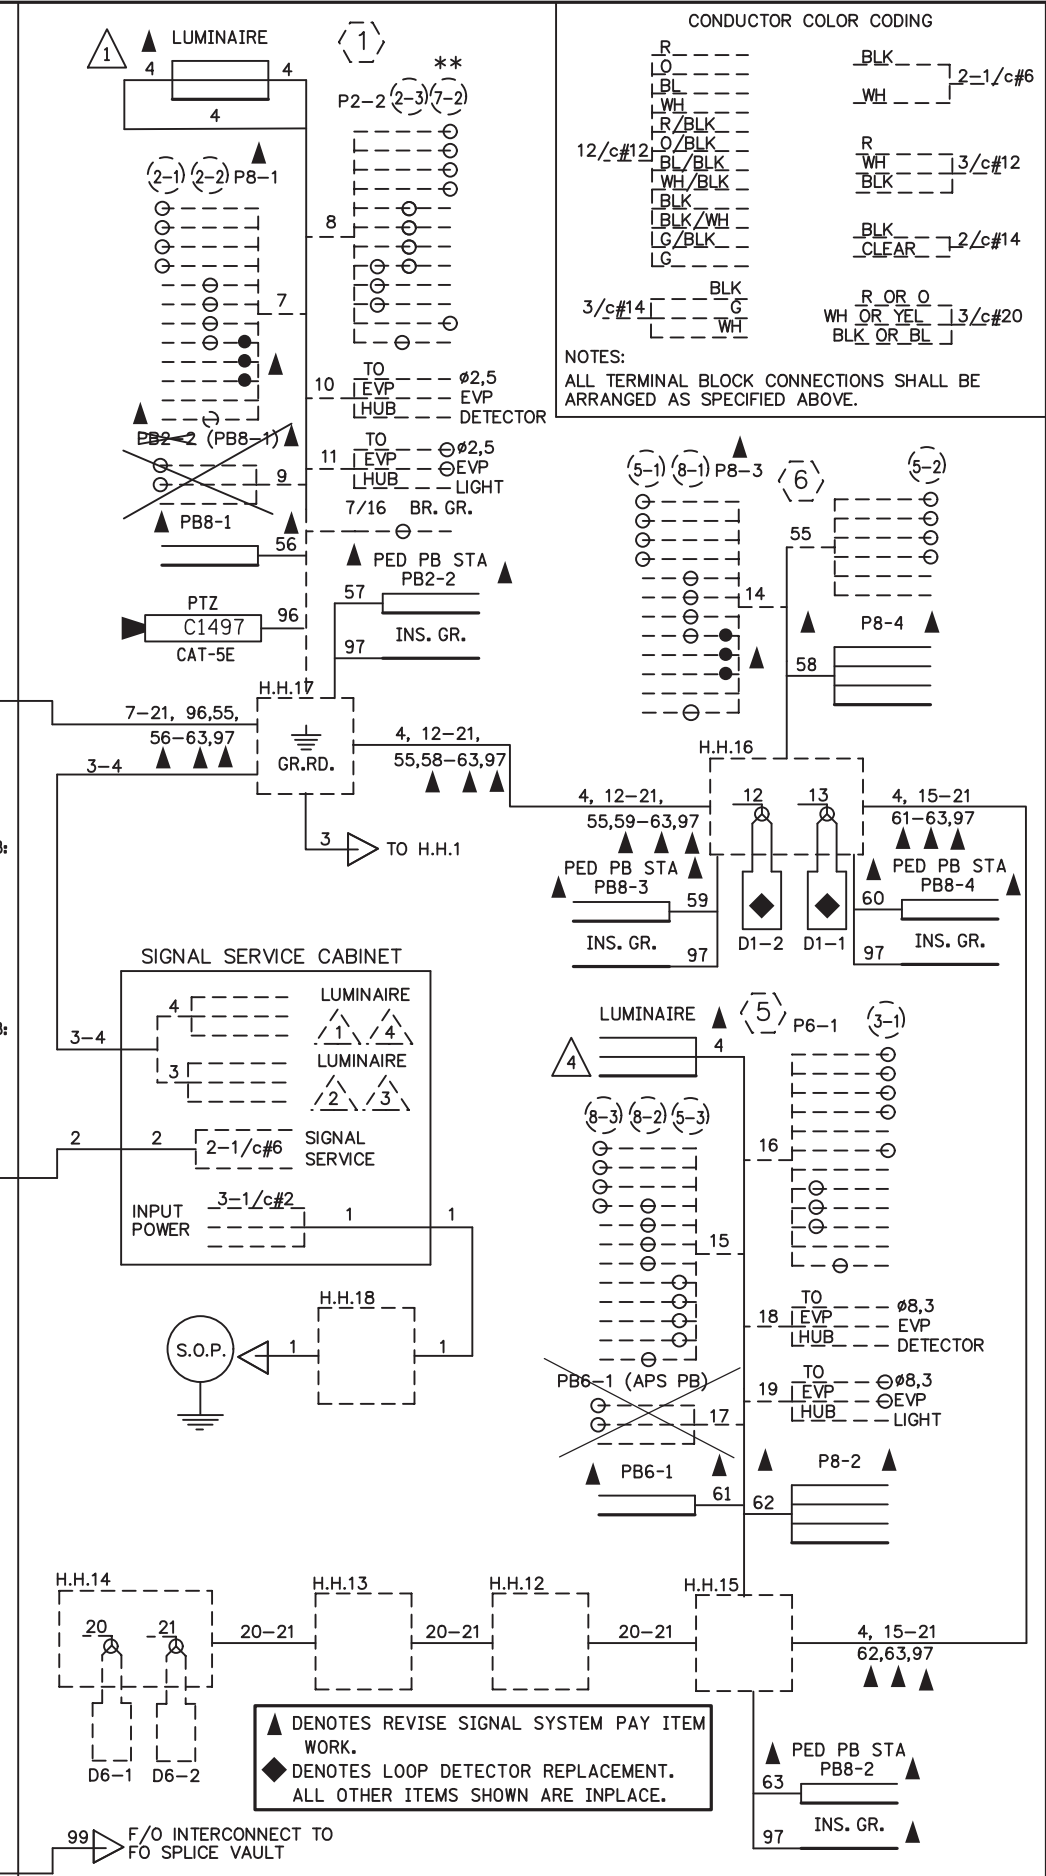 CONDUCTOR COLOR CODING
R
O
BL
WH
R/BLK
O/BLK
BL/BLK
WH/BLK
BLK
BLK/WH
G/BLK
G
12/c#12
BLK
WH
2-1/c#6
R
WH
BLK
3/c#12
BLK
CLEAR
2/c#14
3/c#14
BLK
G
WH
R OR O
WH OR YEL
BLK OR BL
3/c#20
NOTES:
ALL TERMINAL BLOCK CONNECTIONS SHALL BE
ARRANGED AS SPECIFIED ABOVE.
1
LUMINAIRE
4
4
4
1
**
P2-2
2-3
7-2
2-1
2-2
P8-1
8
7
10
TO
EVP
HUB
ø2,5
EVP
DETECTOR
11
TO
EVP
HUB
ø2,5
EVP
LIGHT
7/16 BR. GR.
PB2-2 (PB8-1)
9
PB8-1
56
PED PB STA
PB2-2
57
INS. GR.
97
PTZ
C1497
CAT-5E
96
H.H.17
GR.RD.
7-21, 96,55,
56-63,97
3-4
4, 12-21,
55,58-63,97
3
TO H.H.1
5-1
8-1
P8-3
6
5-2
55
14
P8-4
58
H.H.16
12
13
4, 12-21,
55,59-63,97
4, 15-21
61-63,97
PED PB STA
PB8-3
59
INS. GR.
97
D1-2
D1-1
PED PB STA
PB8-4
60
INS. GR.
97
B:
B:
SIGNAL SERVICE CABINET
4
LUMINAIRE
1
4
3-4
3
LUMINAIRE
2
3
2
2
2-1/c#6
SIGNAL
SERVICE
INPUT
POWER
3-1/c#2
1
1
H.H.18
1
1
S.O.P.
LUMINAIRE
4
4
5
P6-1
3-1
8-3
8-2
5-3
16
15
18
TO
EVP
HUB
ø8,3
EVP
DETECTOR
19
TO
EVP
HUB
ø8,3
EVP
LIGHT
PB6-1 (APS PB)
17
PB6-1
61
62
P8-2
H.H.14
20
21
D6-1
D6-2
20-21
H.H.13
20-21
H.H.12
20-21
H.H.15
4, 15-21
62,63,97
DENOTES REVISE SIGNAL SYSTEM PAY ITEM
WORK.
DENOTES LOOP DETECTOR REPLACEMENT.
ALL OTHER ITEMS SHOWN ARE INPLACE.
PED PB STA
PB8-2
63
INS. GR.
97
99
F/O INTERCONNECT TO
FO SPLICE VAULT